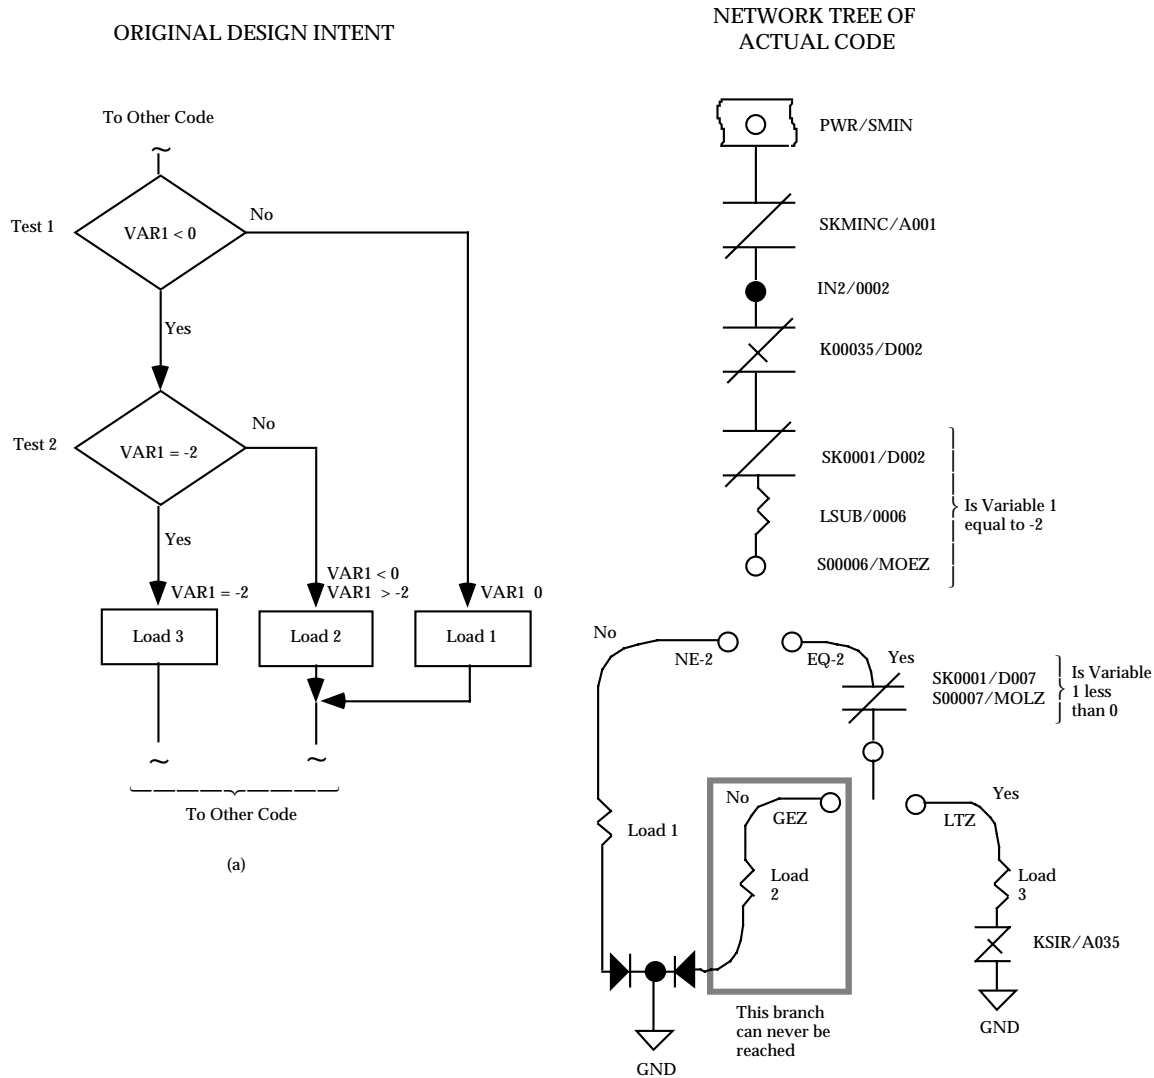 ORIGINAL DESIGN INTENT
To Other Code
~
Test 1
VAR1 < 0
No
Yes
Test 2
VAR1 = -2
No
Yes
VAR1 = -2
VAR1 < 0
VAR1 > -2
VAR1 0
Load 3
Load 2
Load 1
~
~
To Other Code
(a)
NETWORK TREE OF
ACTUAL CODE
PWR/SMIN
SKMINC/A001
IN2/0002
K00035/D002
SK0001/D002
LSUB/0006
S00006/MOEZ
Is Variable 1
equal to -2
No
NE-2
EQ-2
Yes
SK0001/D007
S00007/MOLZ
Is Variable
1 less
than 0
No
GEZ
LTZ
Yes
Load 1
Load
2
Load
3
KSIR/A035
This branch
can never be
reached
GND
GND